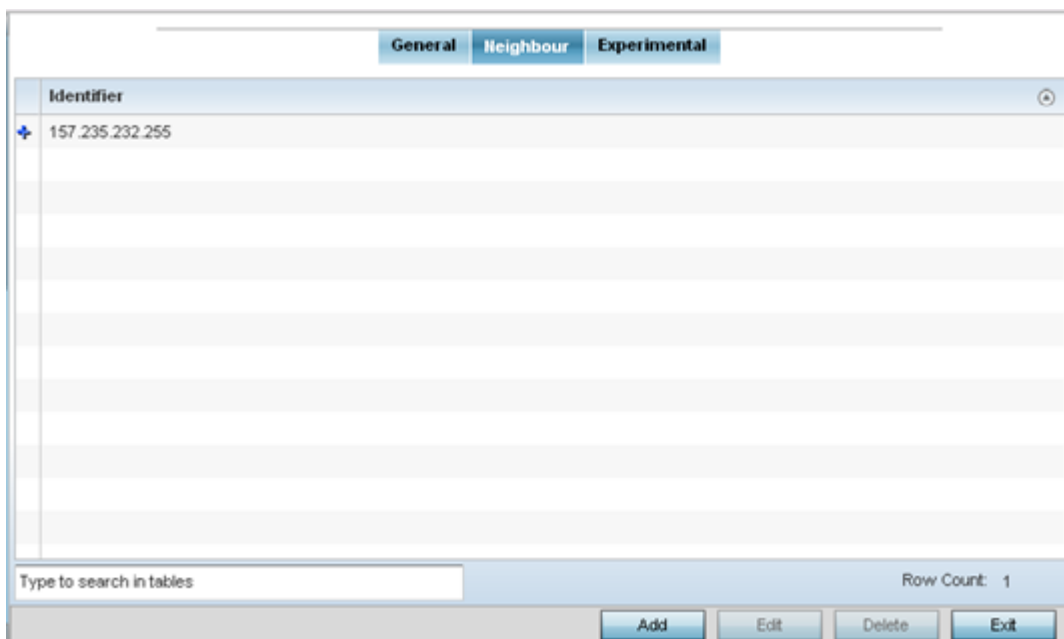 General Neighbour Experimental
Identifier
157.235.232.255
Type to search in tables Row Count: 1
Add Edit Delete Exit